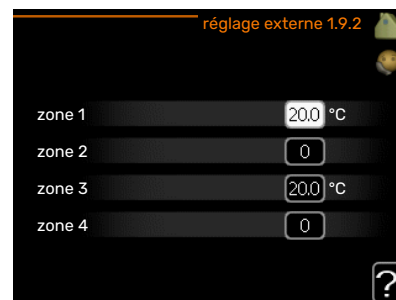 réglage externe 1.9.2
zone 1 20.0 °C
zone 2 0
zone 3 20.0 °C
zone 4 0
?